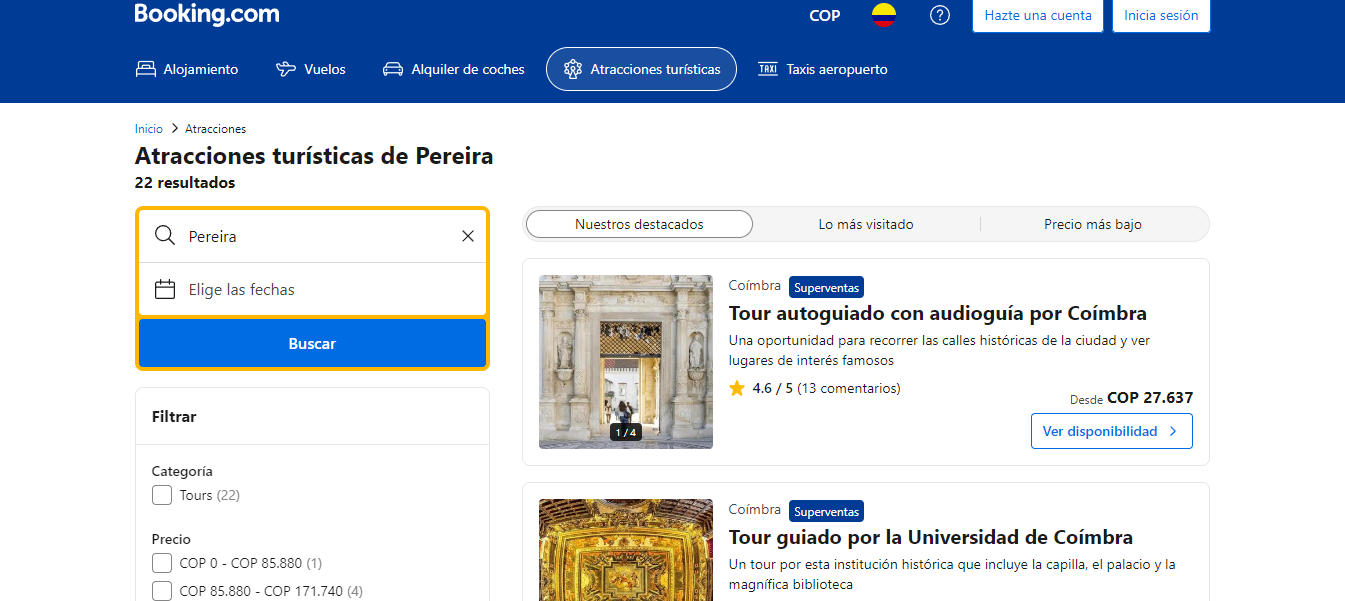 Booking.com
COP
Hazte una cuenta
Inicia sesión
Alojamiento
Vuelos
Alquiler de coches
Atracciones turísticas
TAXI
Taxis aeropuerto
Inicio
Atracciones
Atracciones turísticas de Pereira
22 resultados
Pereira
Elige las fechas
Buscar
Filtrar
Categoría
Tours (22)
Precio
COP 0 - COP 85.880 (1)
COP 85.880 - COP 171.740 (4)
Nuestros destacados
Lo más visitado
Precio más bajo
1 / 4
Coímbra
Superventas
Tour autoguiado con audioguía por Coímbra
Una oportunidad para recorrer las calles históricas de la ciudad y ver
lugares de interés famosos
4.6 / 5 (13 comentarios)
Desde COP 27.637
Ver disponibilidad
Coímbra
Superventas
Tour guiado por la Universidad de Coímbra
Un tour por esta institución histórica que incluye la capilla, el palacio y la
magnífica biblioteca